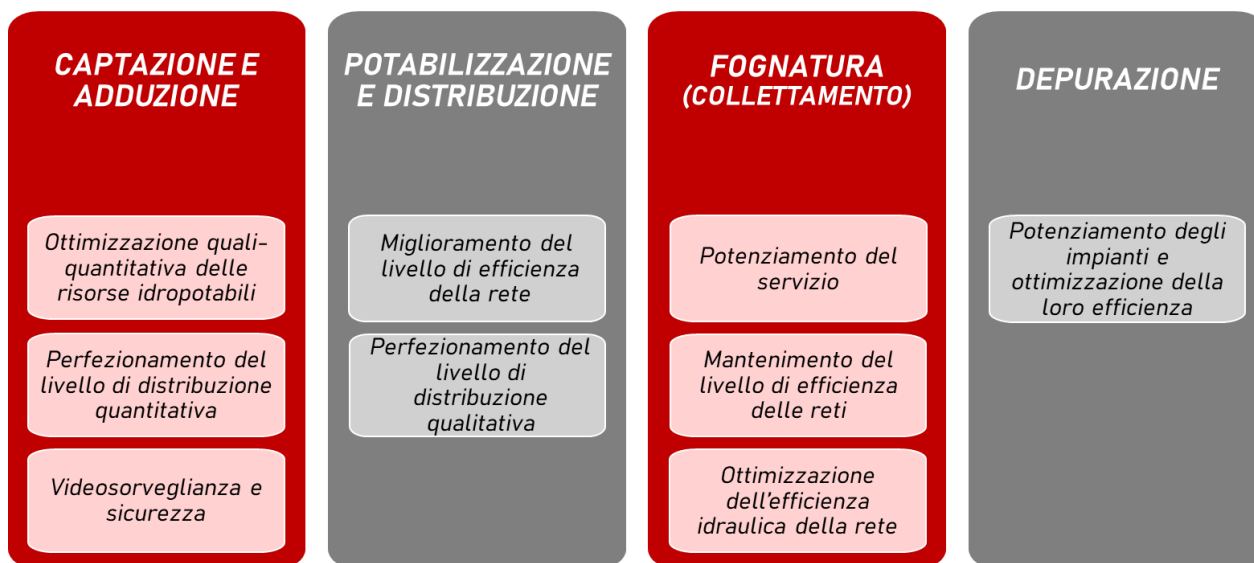 CAPTAZIONE E
ADDUZIONE
Ottimizzazione quali-
quantitativa delle
risorse idropotabili
Perfezionamento del
livello di distribuzione
quantitativa
Videosorveglianza e
sicurezza
POTABILIZZAZIONE
E DISTRIBUZIONE
Miglioramento del
livello di efficienza
della rete
Perfezionamento del
livello di
distribuzione
qualitativa
FOGNATURA
(COLLETTAMENTO)
Potenziamento del
servizio
Mantenimento del
livello di efficienza
delle reti
Ottimizzazione
dell'efficienza
idraulica della rete
DEPURAZIONE
Potenziamento degli
impianti e
ottimizzazione della
loro efficienza